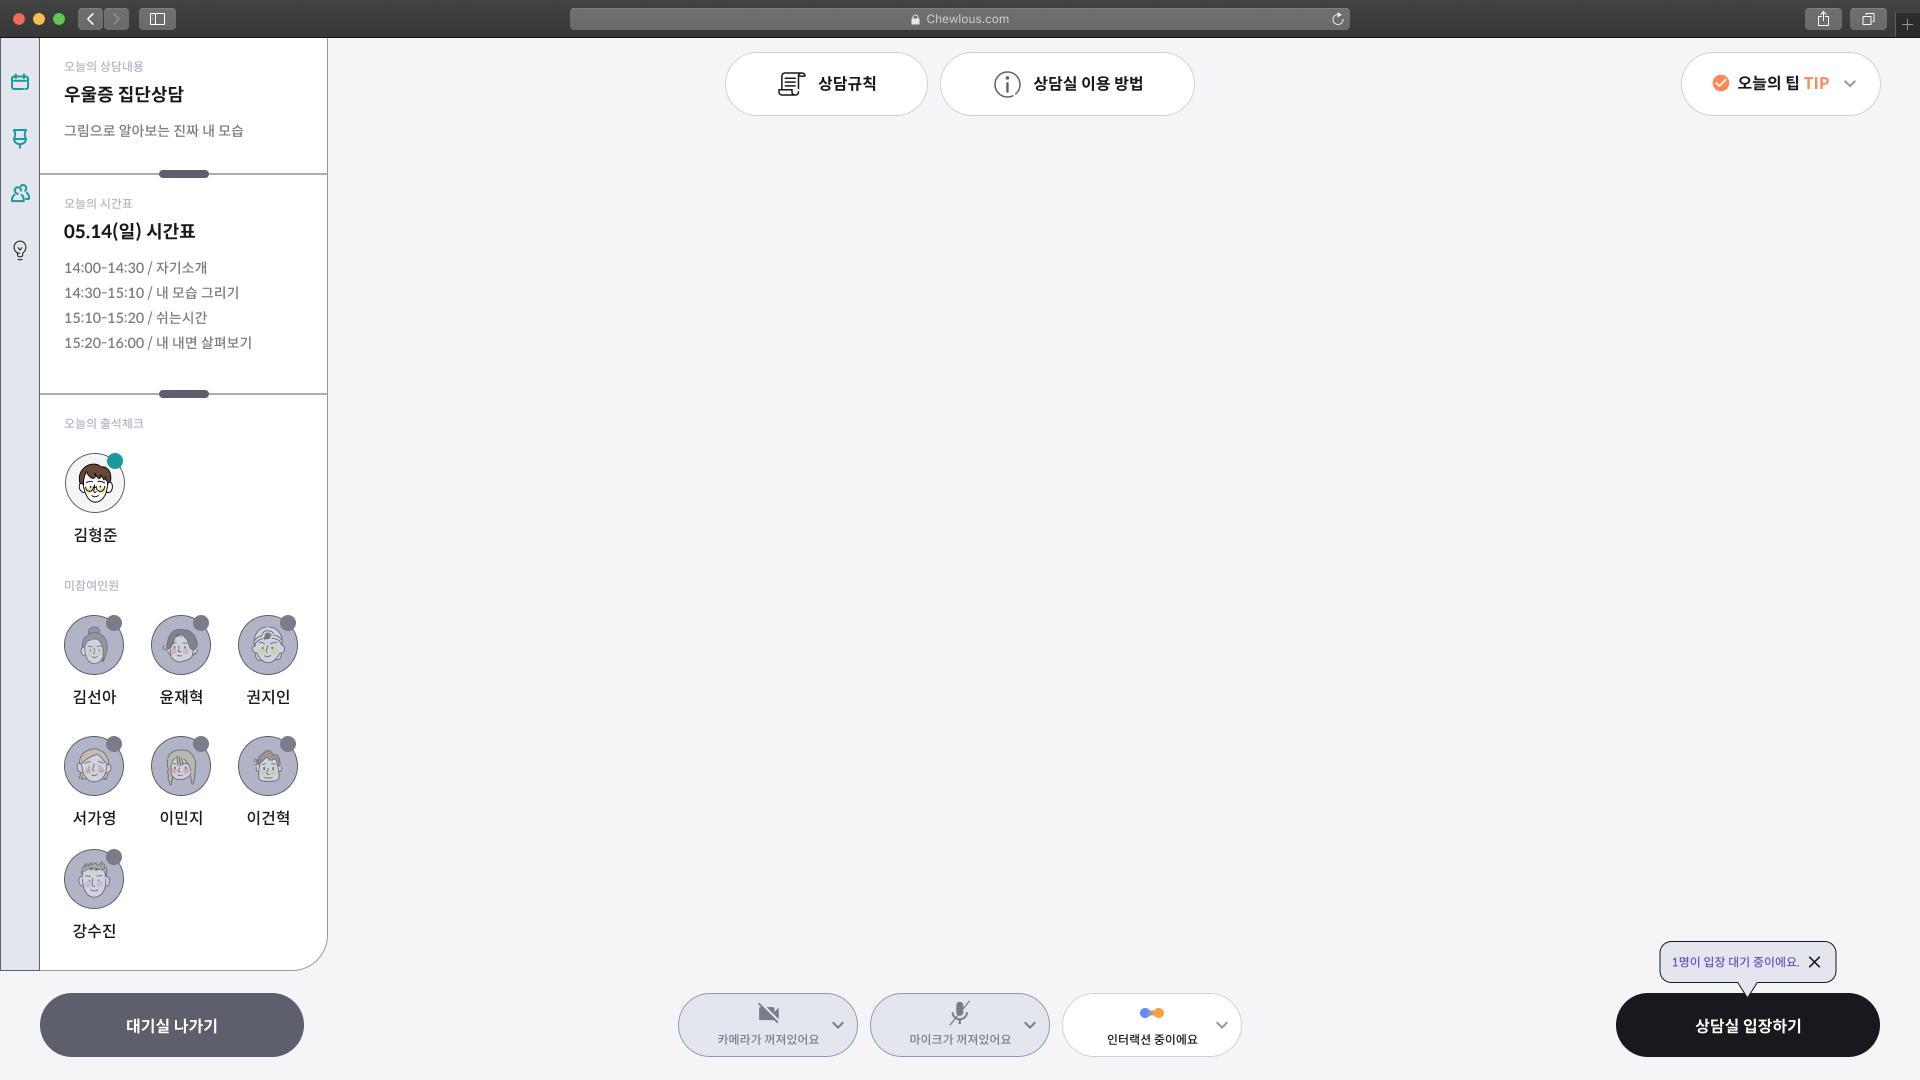 Chewlous.com
오늘의 상담내용
우울증 집단상담
그림으로 알아보는 진짜 내 모습
오늘의 시간표
05.14(일) 시간표
14:00-14:30 / 자기소개
14:30-15:10 / 내 모습 그리기
15:10-15:20 / 쉬는시간
15:20-16:00 / 내 내면 살펴보기
오늘의 출석체크
김형준
미참여인원
김선아 윤재혁 권지인
서가영 이민지 이건혁
강수진
대기실 나가기
상담규칙
상담실 이용 방법
오늘의 팁 TIP
카메라가 꺼져있어요
마이크가 꺼져있어요
인터랙션 중이에요
1명이 입장 대기 중이에요.
상담실 입장하기